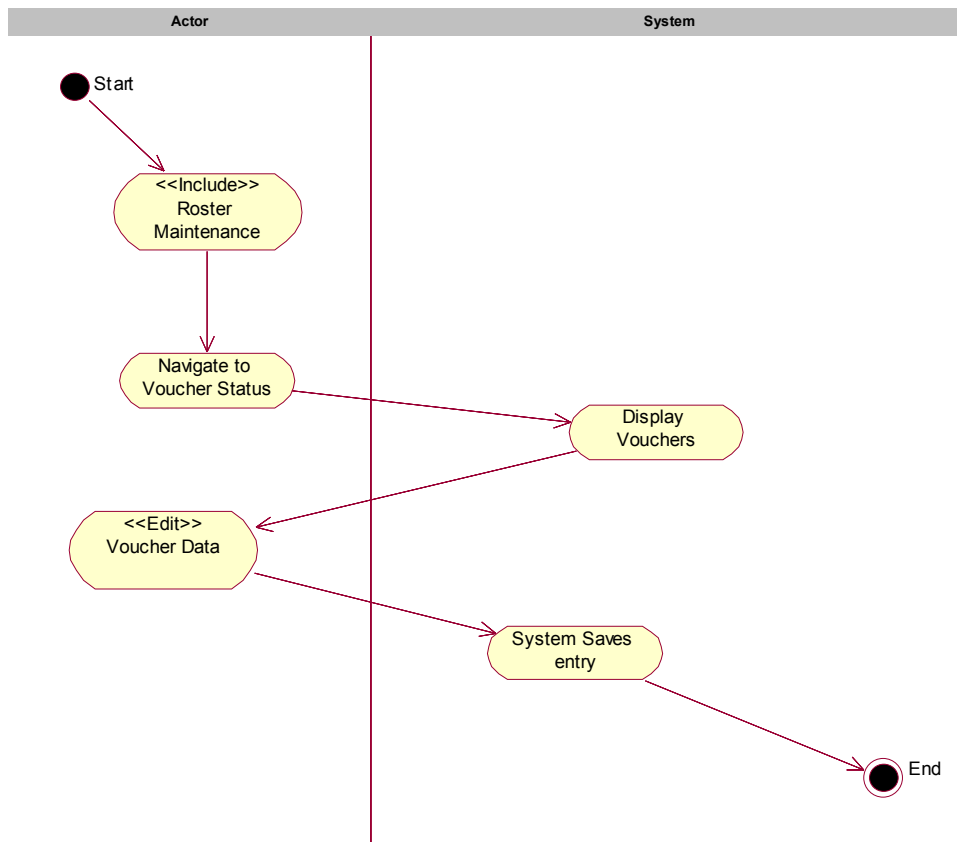 Actor
System
Start
<<Include>>
Roster
Maintenance
Navigate to
Voucher Status
Display
Vouchers
<<Edit>>
Voucher Data
System Saves
entry
End